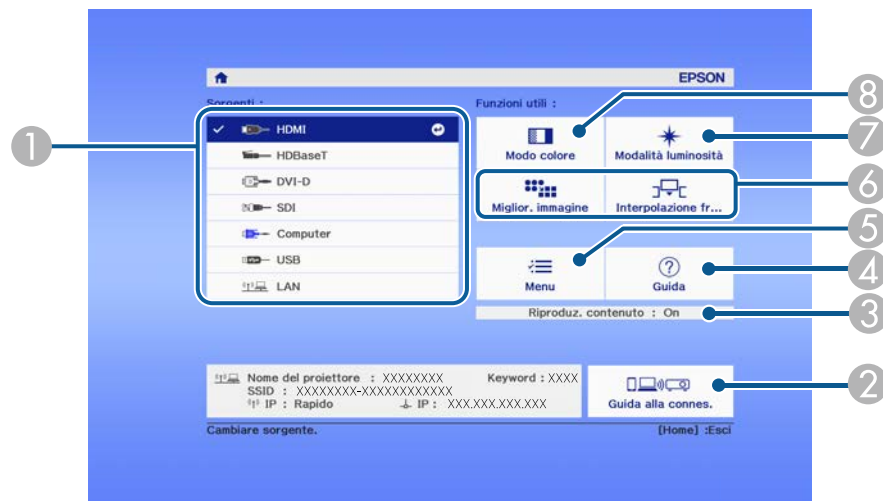 EPSON
Sorgenti :
Funzioni utili :
HDMI
HDBaseT
DVI-D
SDI
Computer
USB
LAN
Modo colore
Modalità luminosità
Miglior. immagine
Interpolazione fr...
Menu
Guida
Riproduz. contenuto : On
Nome del proiettore : XXXXXXXX Keyword : XXXX
SSID : XXXXXXXX-XXXXXXXXXXXX
IP : Rapido IP : XXX.XXX.XXX.XXX
Guida alla connes.
Cambiare sorgente.
[Home] :Esci
1
8
7
6
5
4
3
2